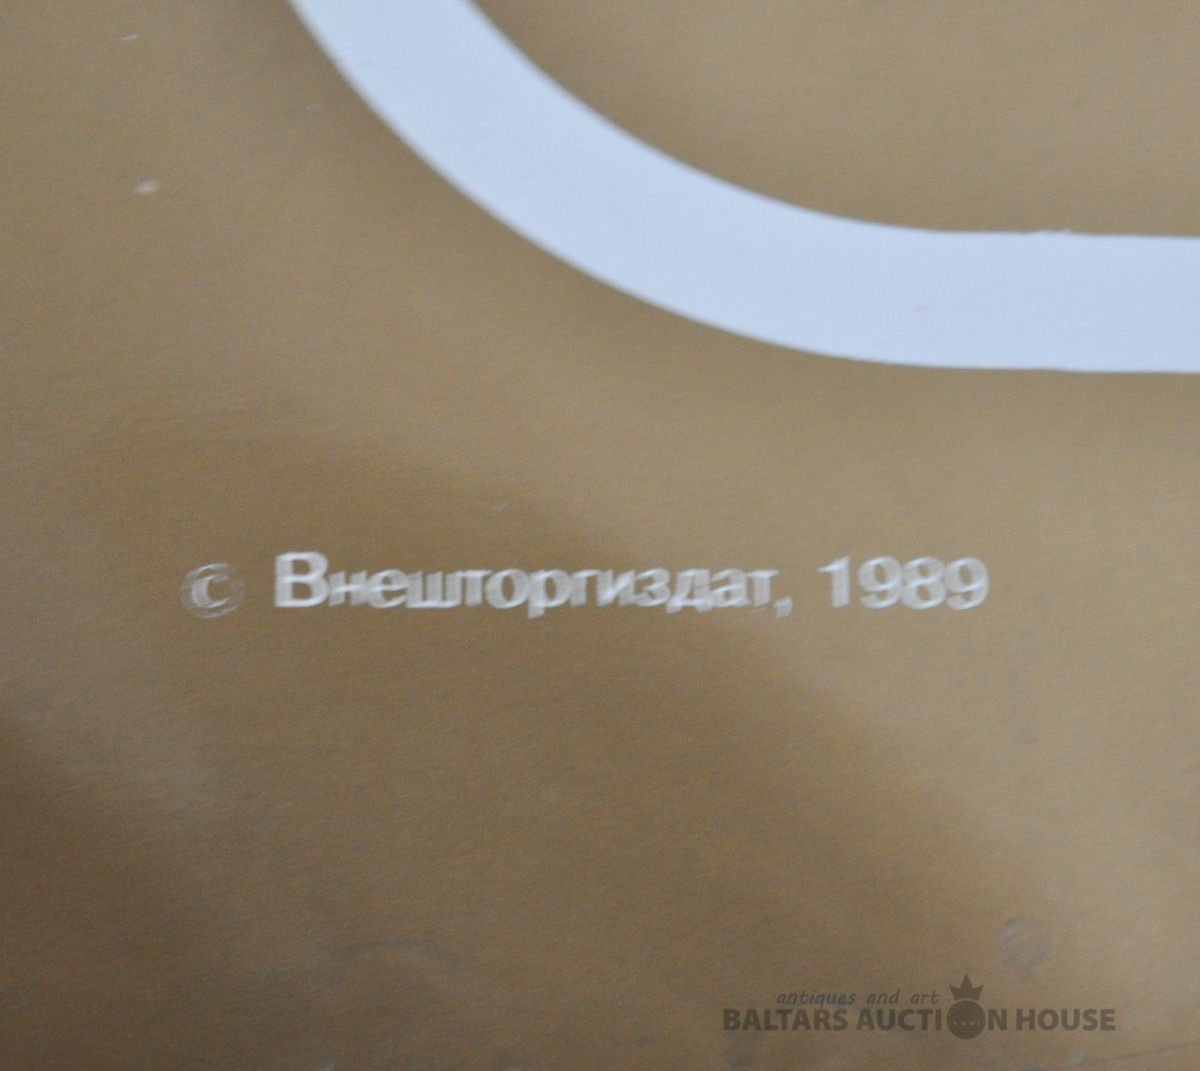 © Внешторгиздат, 1989
antiques and art
BALTARS AUCTION HOUSE